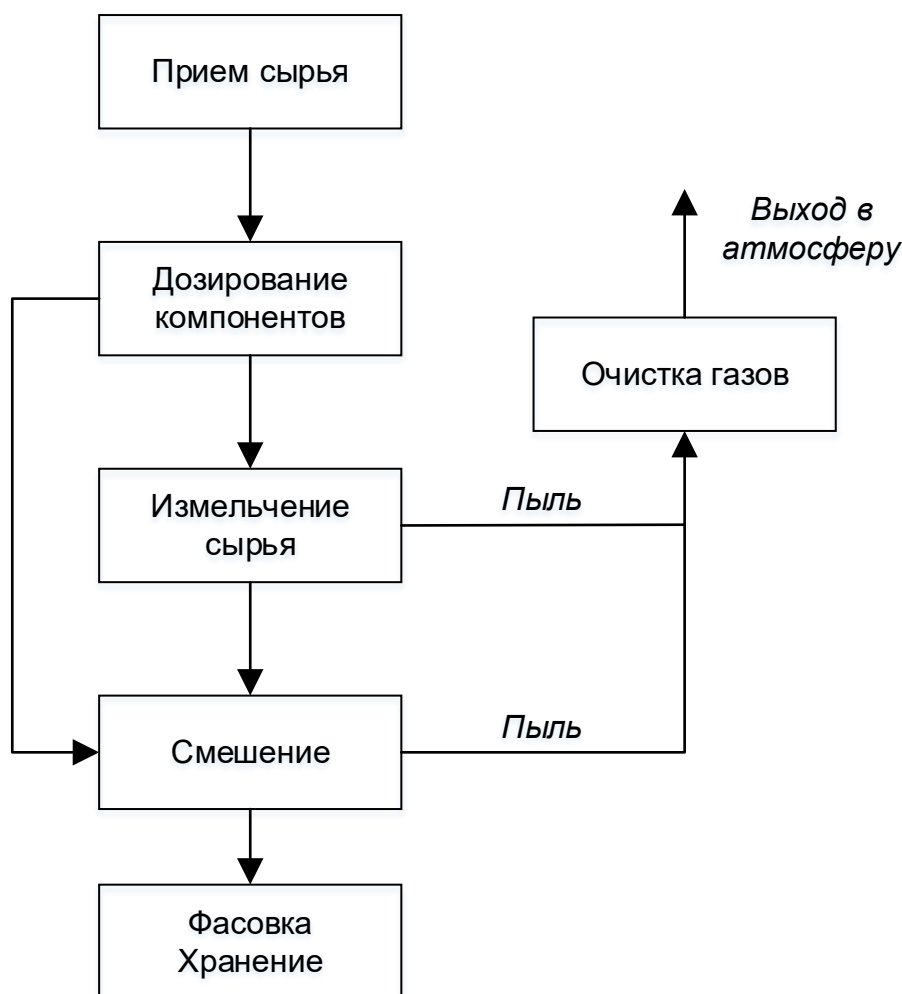 Прием сырья
Выход в
атмосферу
Дозирование
компонентов
Очистка газов
Измельчение
сырья
Пыль
Смешение
Пыль
Фасовка
Хранение